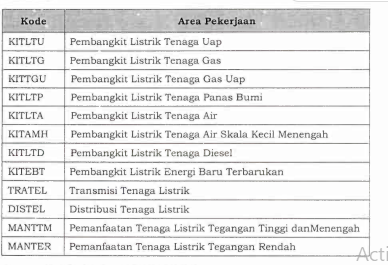 Kode Area Pekerjaan
KITLTU Pembangkit Listrik Tenaga Uap
KITLTG Pembangkit Listrik Tenaga Gas
KITTGU Pembangkit Listrik Tenaga Gas Uap
KITLTP Pembangkit Listrik Tenaga Panas Bumi
KITLTA Pembangkit Listrik Tenaga Air
KITAMH Pembangkit Listrik Tenaga Air Skala Kecil Menengah
KITLTD Pembangkit Listrik Tenaga Diesel
KITEBT Pembangkit Listrik Energi Baru Terbarukan
TRATEL Transmisi Tenaga Listrik
DISTEL Distribusi Tenaga Listrik
MANTTM Pemanfaatan Tenaga Listrik Tegangan Tinggi danMenengah
MANTER Pemanfaatan Tenaga Listrik Tegangan Rendah
Acti